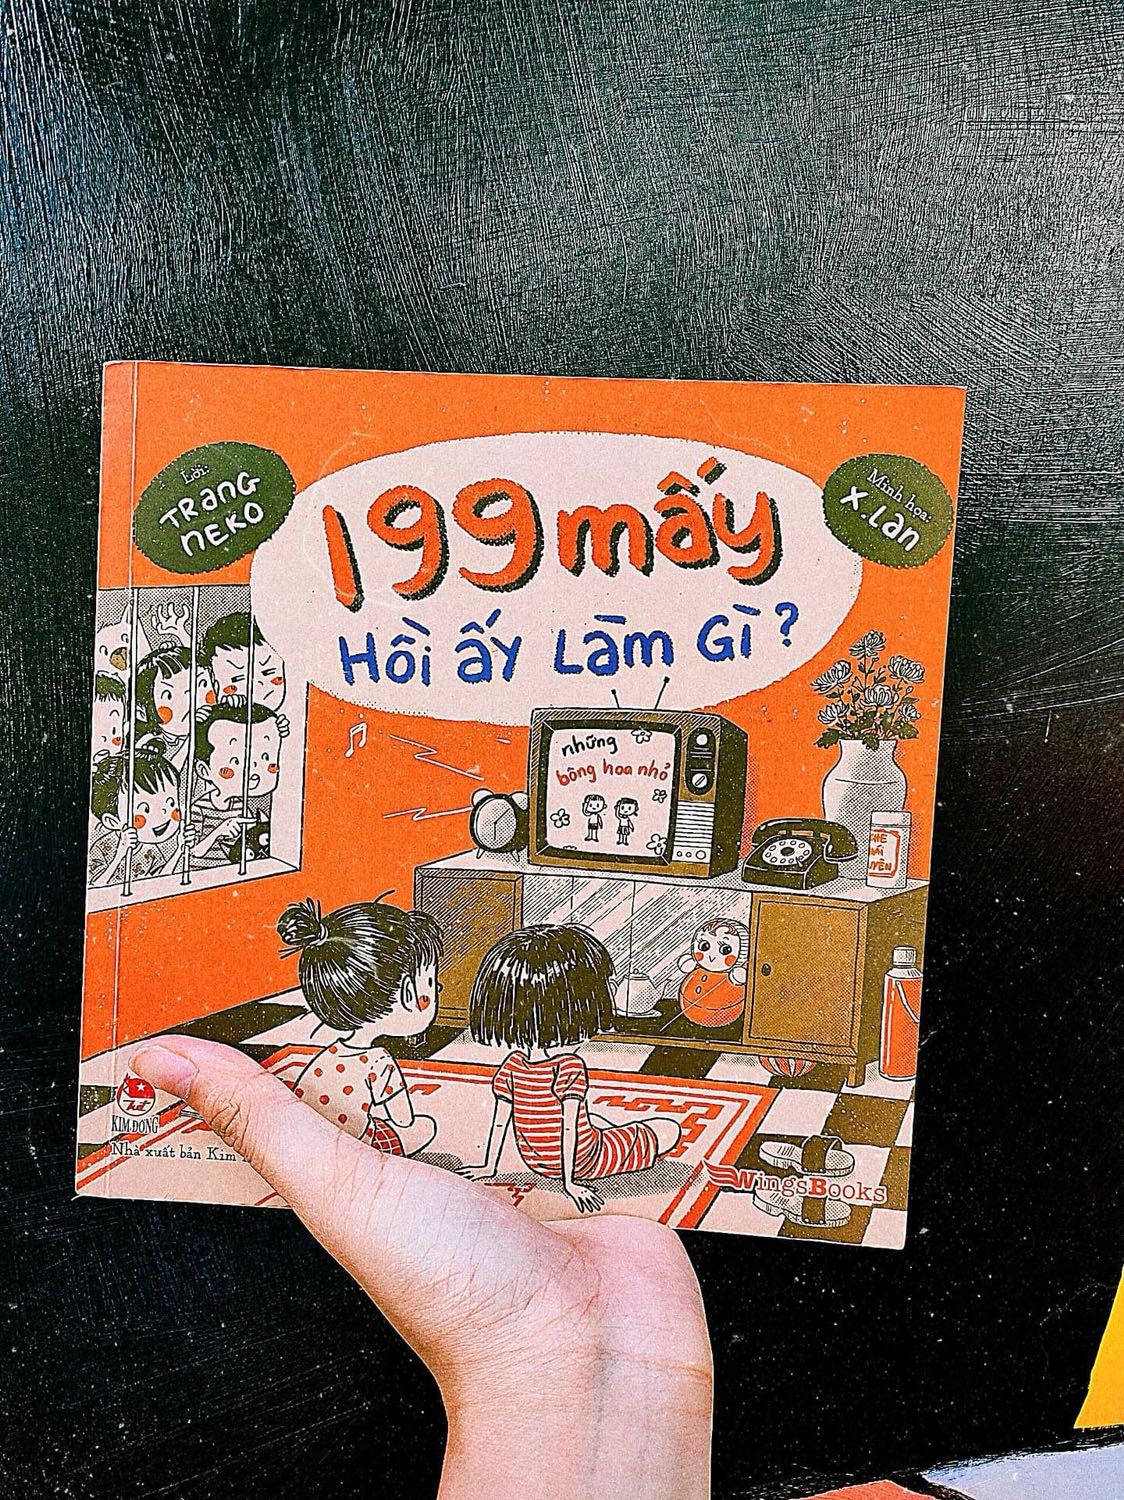 Lời:
TRANG
NEKO
199 mấy
Hồi ấy Làm Gì?
Minh họa:
X.Lan
những
bông hoa nhỏ
KIM ĐỒNG
Nhà xuất bản Kim
WingsBooks